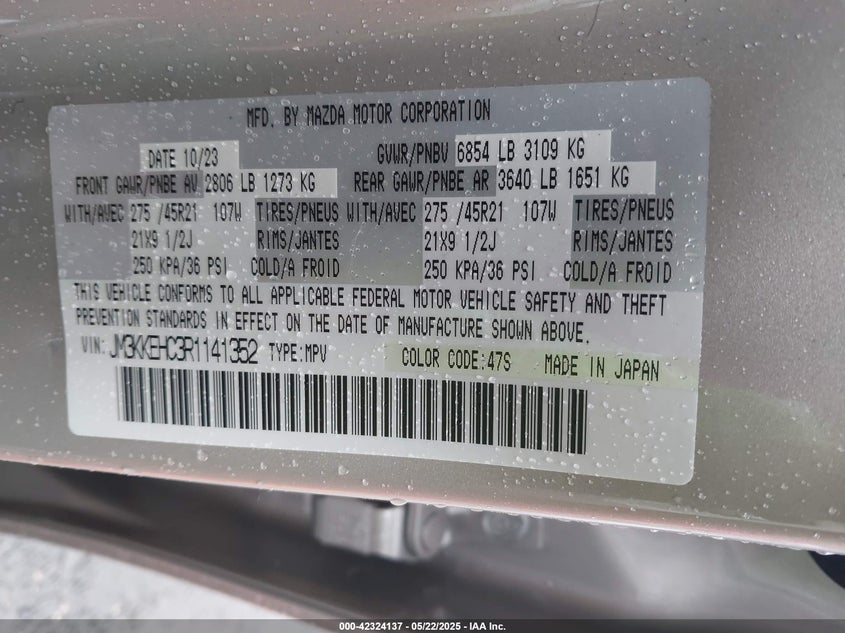 MFD. BY MAZDA MOTOR CORPORATION
DATE 10/23 GVWR/PNBV 6854 LB 3109 KG
FRONT GAWR/PNBE AV 2806 LB 1273 KG REAR GAWR/PNBE AR 3640 LB 1651 KG
WITH/AVEC 275 /45R21 107W TIRES/PNEUS WITH/AVEC 275 /45R21 107W TIRES/PNEUS
21X9 1/2J RIMS/JANTES 21X9 1/2J RIMS/JANTES
250 KPA/36 PSI COLD/A FROID 250 KPA/36 PSI COLD/A FROID
THIS VEHICLE CONFORMS TO ALL APPLICABLE FEDERAL MOTOR VEHICLE SAFETY AND THEFT
PREVENTION STANDARDS IN EFFECT ON THE DATE OF MANUFACTURE SHOWN ABOVE.
VIN: JM3KKEHC3R1141352 TYPE:MPV COLOR CODE:47S MADE IN JAPAN
000-42324137 - 05/22/2025 - IAA Inc.